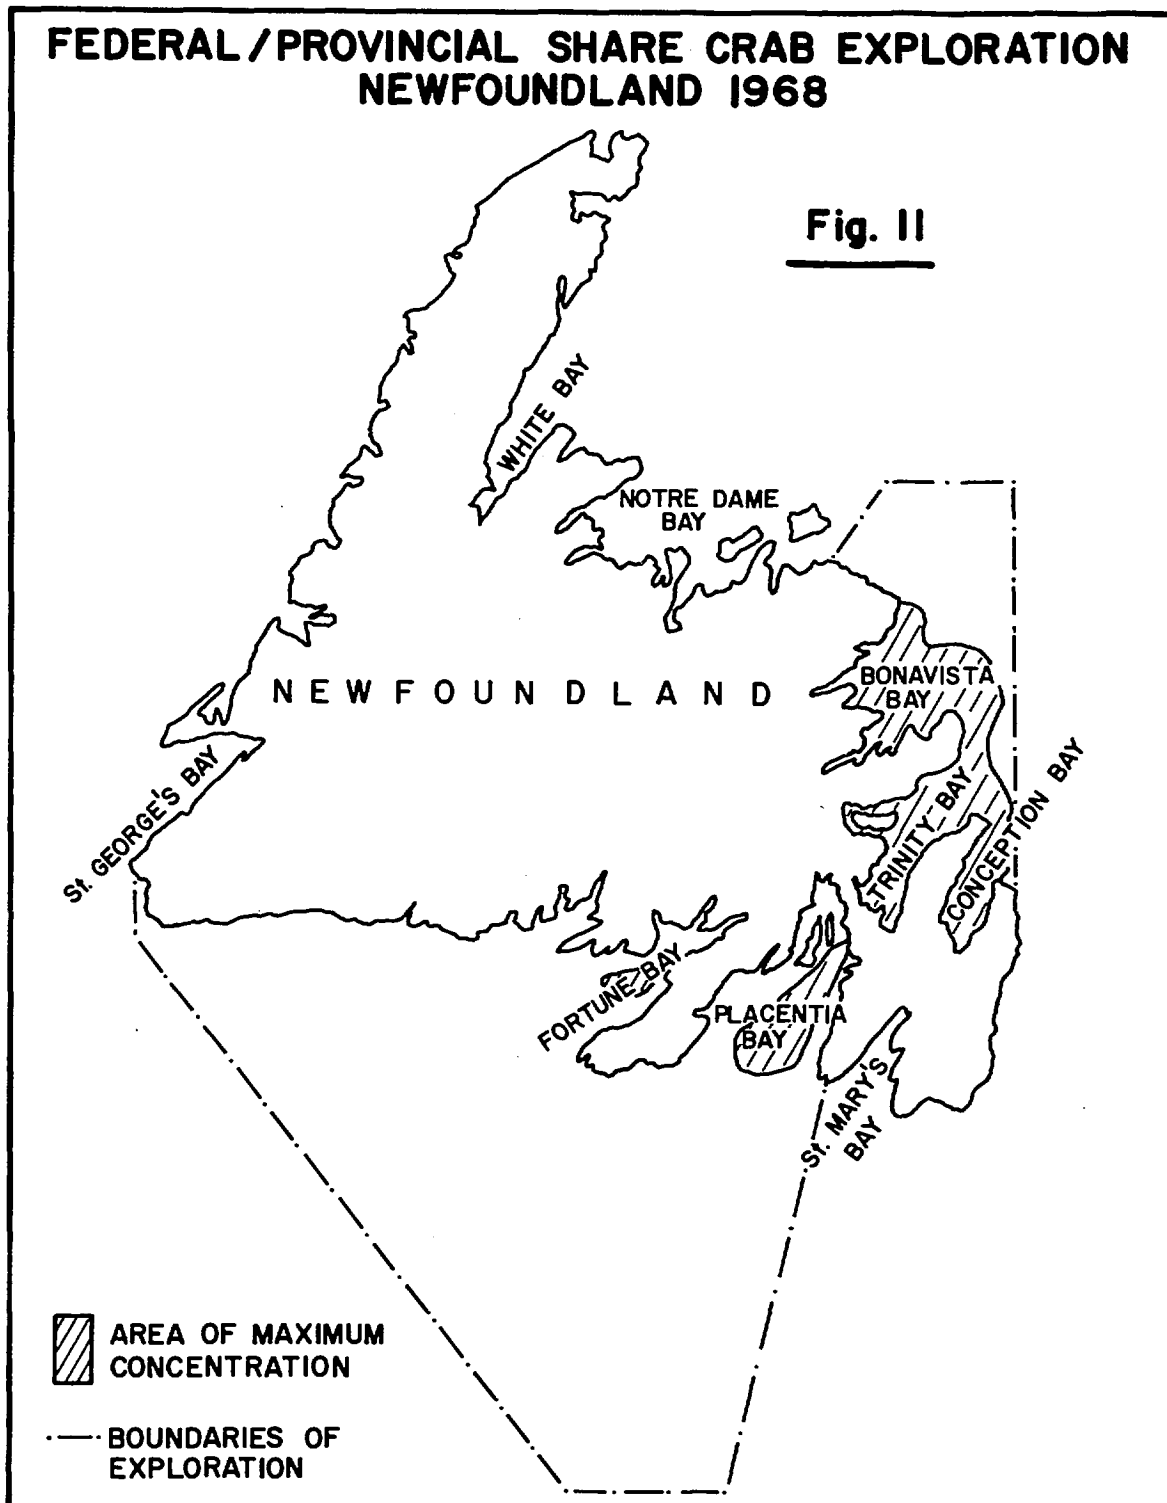 FEDERAL/PROVINCIAL SHARE CRAB EXPLORATION
NEWFOUNDLAND 1968
Fig. 11
WHITE BAY
NOTRE DAME
BAY
NEWFOUNDLAND
BONAVISTA
BAY
St. GEORGE'S BAY
TRINITY BAY
CONCEPTION BAY
FORTUNE BAY
PLACENTIA
BAY
St. MARY'S
BAY
AREA OF MAXIMUM
CONCENTRATION
BOUNDARIES OF
EXPLORATION